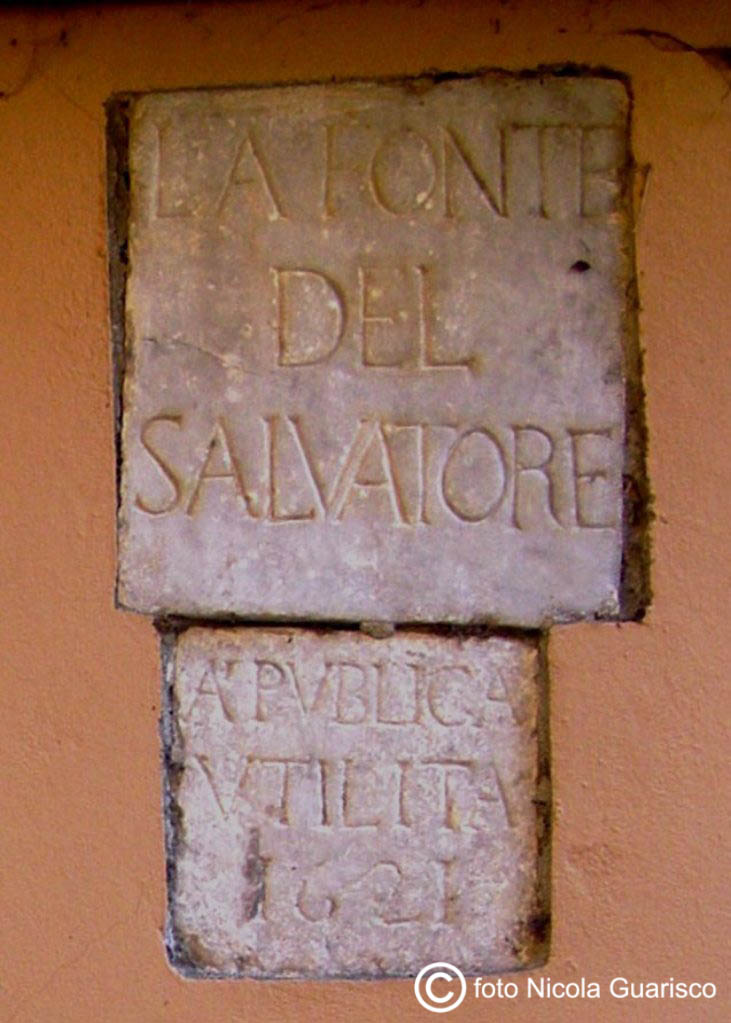 LA FONTE
DEL
SALVATORE
A' PVBLICA
VTILITA
1621
© foto Nicola Guarisco